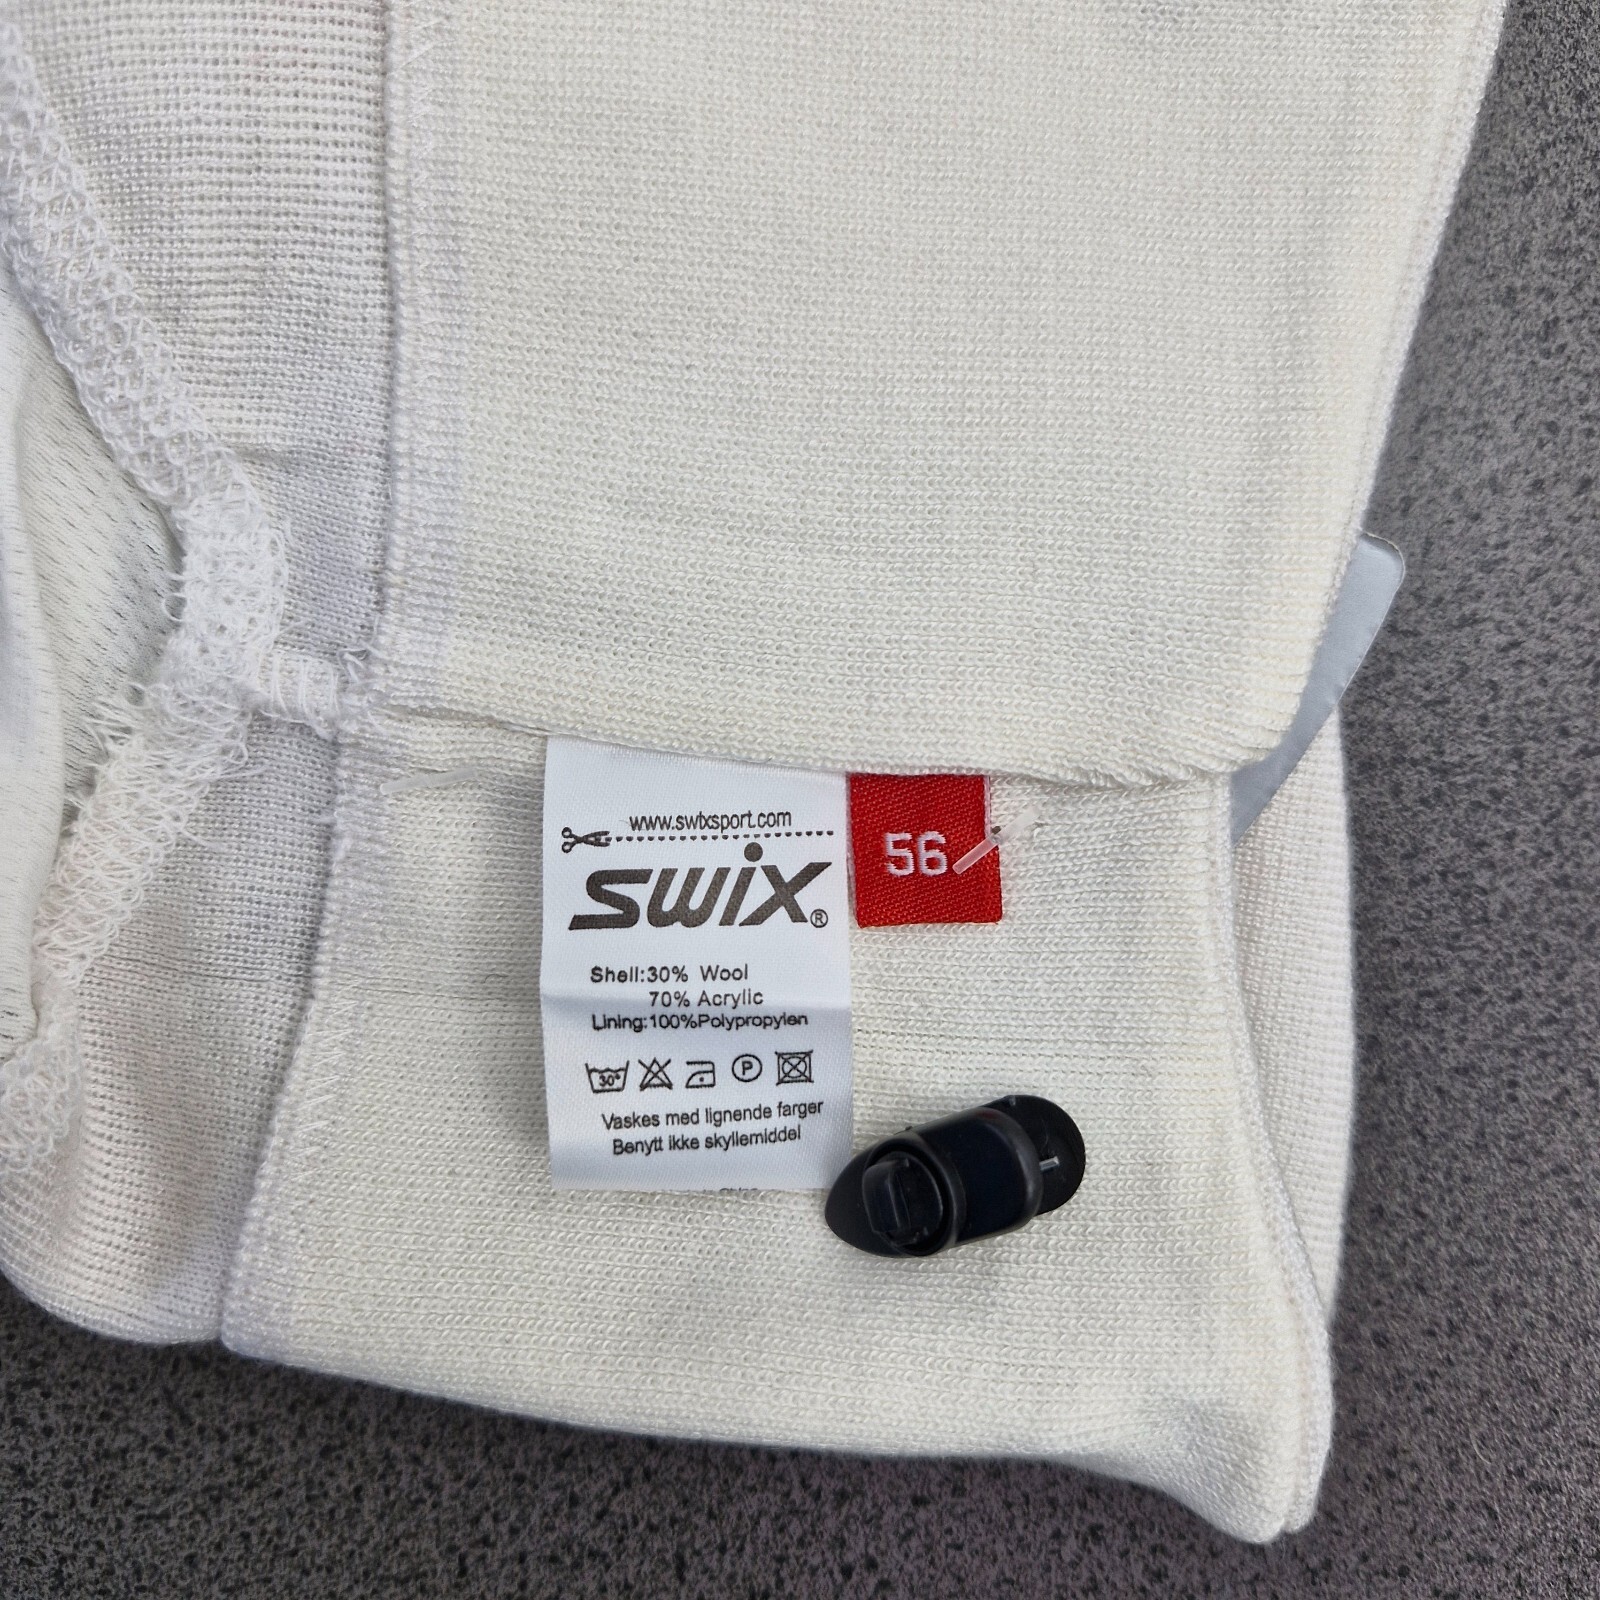 www.swixsport.com
swix®
56
Shell:30% Wool
70% Acrylic
Lining:100%Polypropylen
30°
P
Vaskes med lignende farger
Benytt ikke skyllemiddel